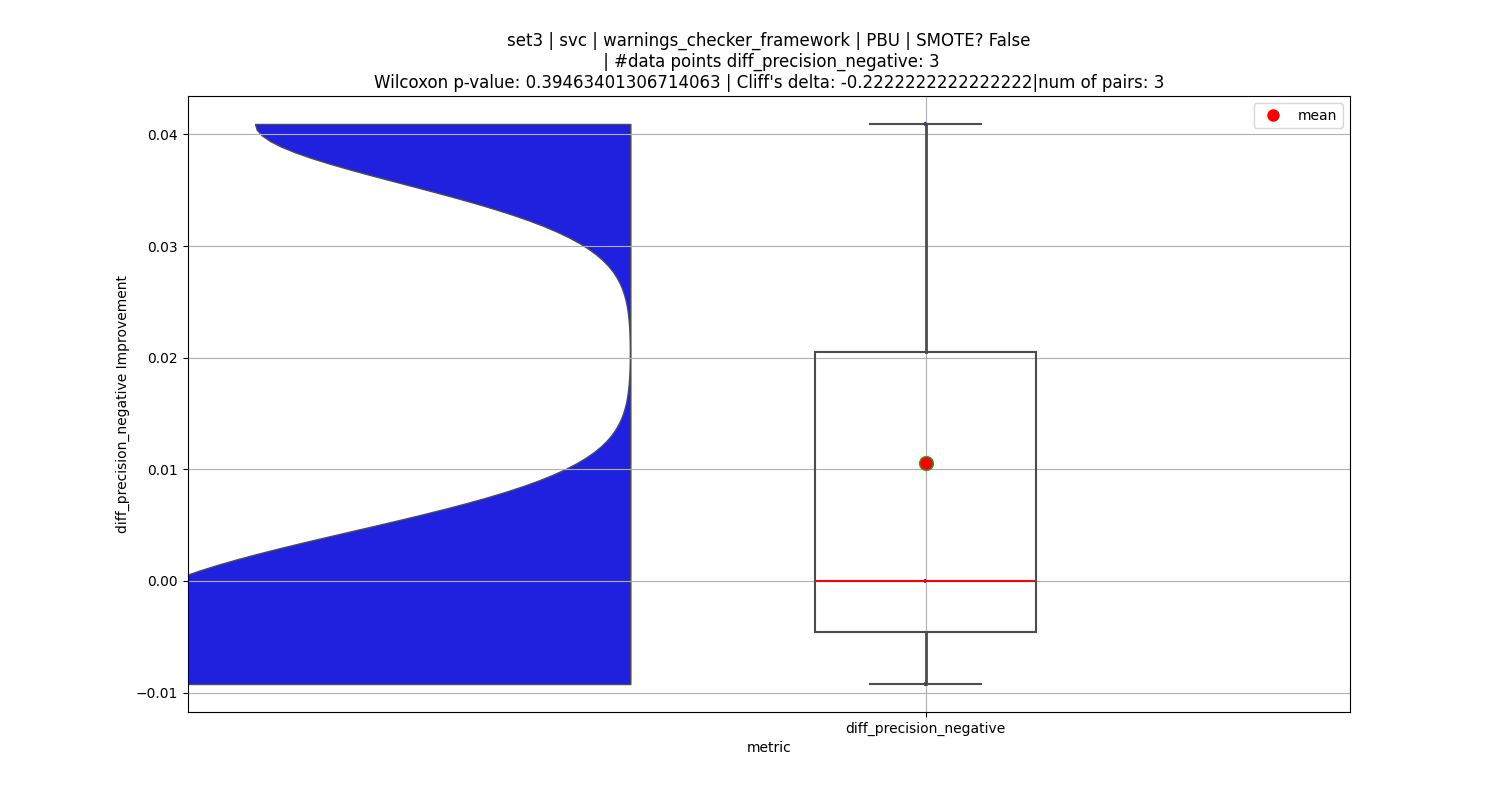 set3 | svc | warnings_checker_framework | PBU | SMOTE? False
| #data points diff_precision_negative: 3
Wilcoxon p-value: 0.39463401306714063 | Cliff's delta: -0.2222222222222222|num of pairs: 3
mean
0.04
0.03
0.02
0.01
0.00
−0.01
diff_precision_negative Improvement
diff_precision_negative
metric